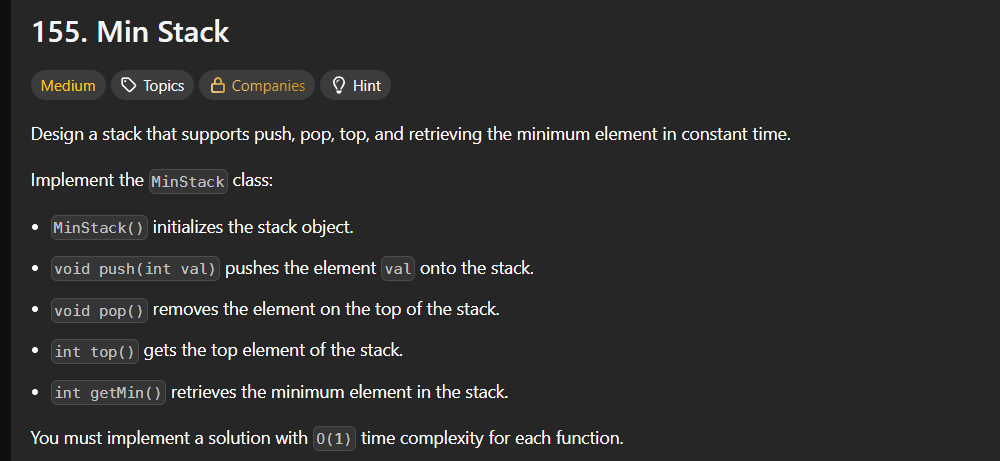 155. Min Stack
Medium Topics Companies Hint
Design a stack that supports push, pop, top, and retrieving the minimum element in constant time.
Implement the MinStack class:
• MinStack() initializes the stack object.
• void push(int val) pushes the element val onto the stack.
• void pop() removes the element on the top of the stack.
• int top() gets the top element of the stack.
• int getMin() retrieves the minimum element in the stack.
You must implement a solution with O(1) time complexity for each function.